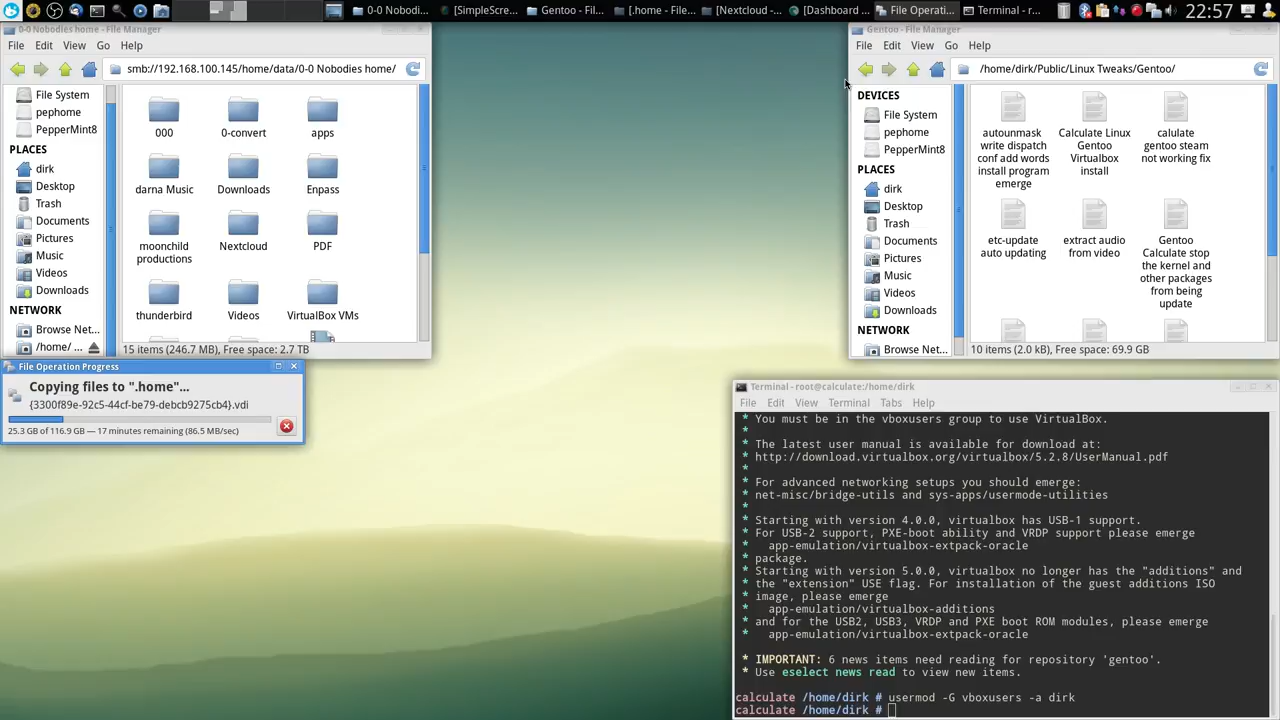 0-0 Nobodi...
[SimpleScre...
Gentoo - Fil...
[.home - File...
[Nextcloud -...
[Dashboard ...
File Operati...
Terminal - r...
22:57
0-0 Nobodies home - File Manager
File Edit View Go Help
smb://192.168.100.145/home/data/0-0 Nobodies home/
File System
pephome
PepperMint8
PLACES
dirk
Desktop
Trash
Documents
Pictures
Music
Videos
Downloads
NETWORK
Browse Net...
/home/ ...
000
0-convert
apps
darna Music
Downloads
Enpass
moonchild
productions
Nextcloud
PDF
thunderbird
Videos
VirtualBox VMs
15 items (246.7 MB), Free space: 2.7 TB
File Operation Progress
Copying files to ".home"...
{3300f89e-92c5-44cf-be79-debcb9275cb4}.vdi
25.3 GB of 116.9 GB — 17 minutes remaining (86.5 MB/sec)
Gentoo - File Manager
File Edit View Go Help
/home/dirk/Public/Linux Tweaks/Gentoo/
DEVICES
File System
pephome
PepperMint8
PLACES
dirk
Desktop
Trash
Documents
Pictures
Music
Videos
Downloads
NETWORK
Browse Net...
autounmask
write dispatch
conf add words
install program
emerge
Calculate Linux
Gentoo
Virtualbox
install
calulate
gentoo steam
not working fix
etc-update
auto updating
extract audio
from video
Gentoo
Calculate stop
the kernel and
other packages
from being
update
10 items (2.0 kB), Free space: 69.9 GB
Terminal - root@calculate:/home/dirk
File Edit View Terminal Tabs Help
* You must be in the vboxusers group to use VirtualBox.
*
* The latest user manual is available for download at:
* http://download.virtualbox.org/virtualbox/5.2.8/UserManual.pdf
*
* For advanced networking setups you should emerge:
* net-misc/bridge-utils and sys-apps/usermode-utilities
*
* Starting with version 4.0.0, virtualbox has USB-1 support.
* For USB-2 support, PXE-boot ability and VRDP support please emerge
* app-emulation/virtualbox-extpack-oracle
* package.
* Starting with version 5.0.0, virtualbox no longer has the "additions" and
* the "extension" USE flag. For installation of the guest additions ISO
* image, please emerge
* app-emulation/virtualbox-additions
* and for the USB2, USB3, VRDP and PXE boot ROM modules, please emerge
* app-emulation/virtualbox-extpack-oracle
* IMPORTANT: 6 news items need reading for repository 'gentoo'.
* Use eselect news read to view new items.
calculate /home/dirk # usermod -G vboxusers -a dirk
calculate /home/dirk #